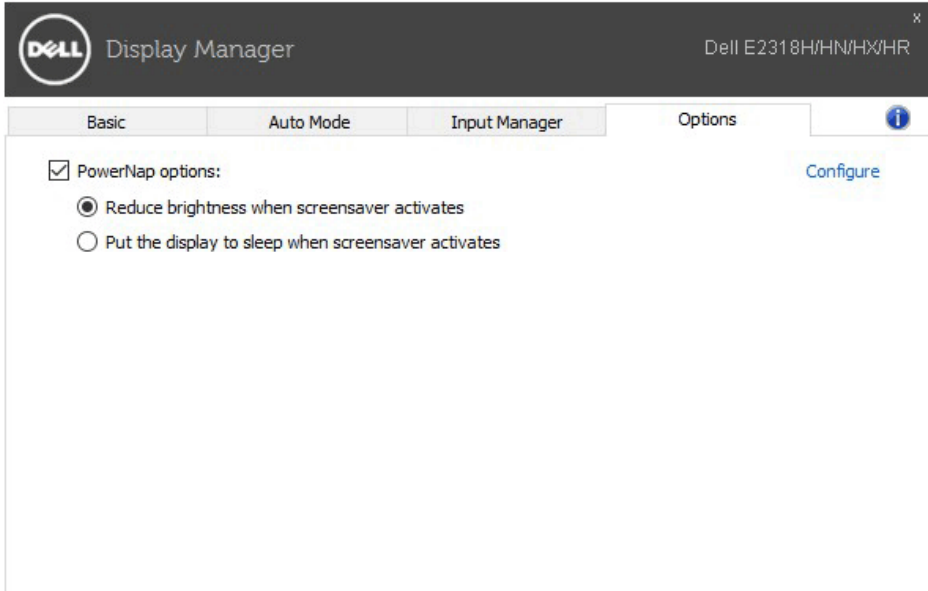 x
DELL Display Manager Dell E2318H/HN/HX/HR
Basic Auto Mode Input Manager Options i
PowerNap options: Configure
Reduce brightness when screensaver activates
Put the display to sleep when screensaver activates